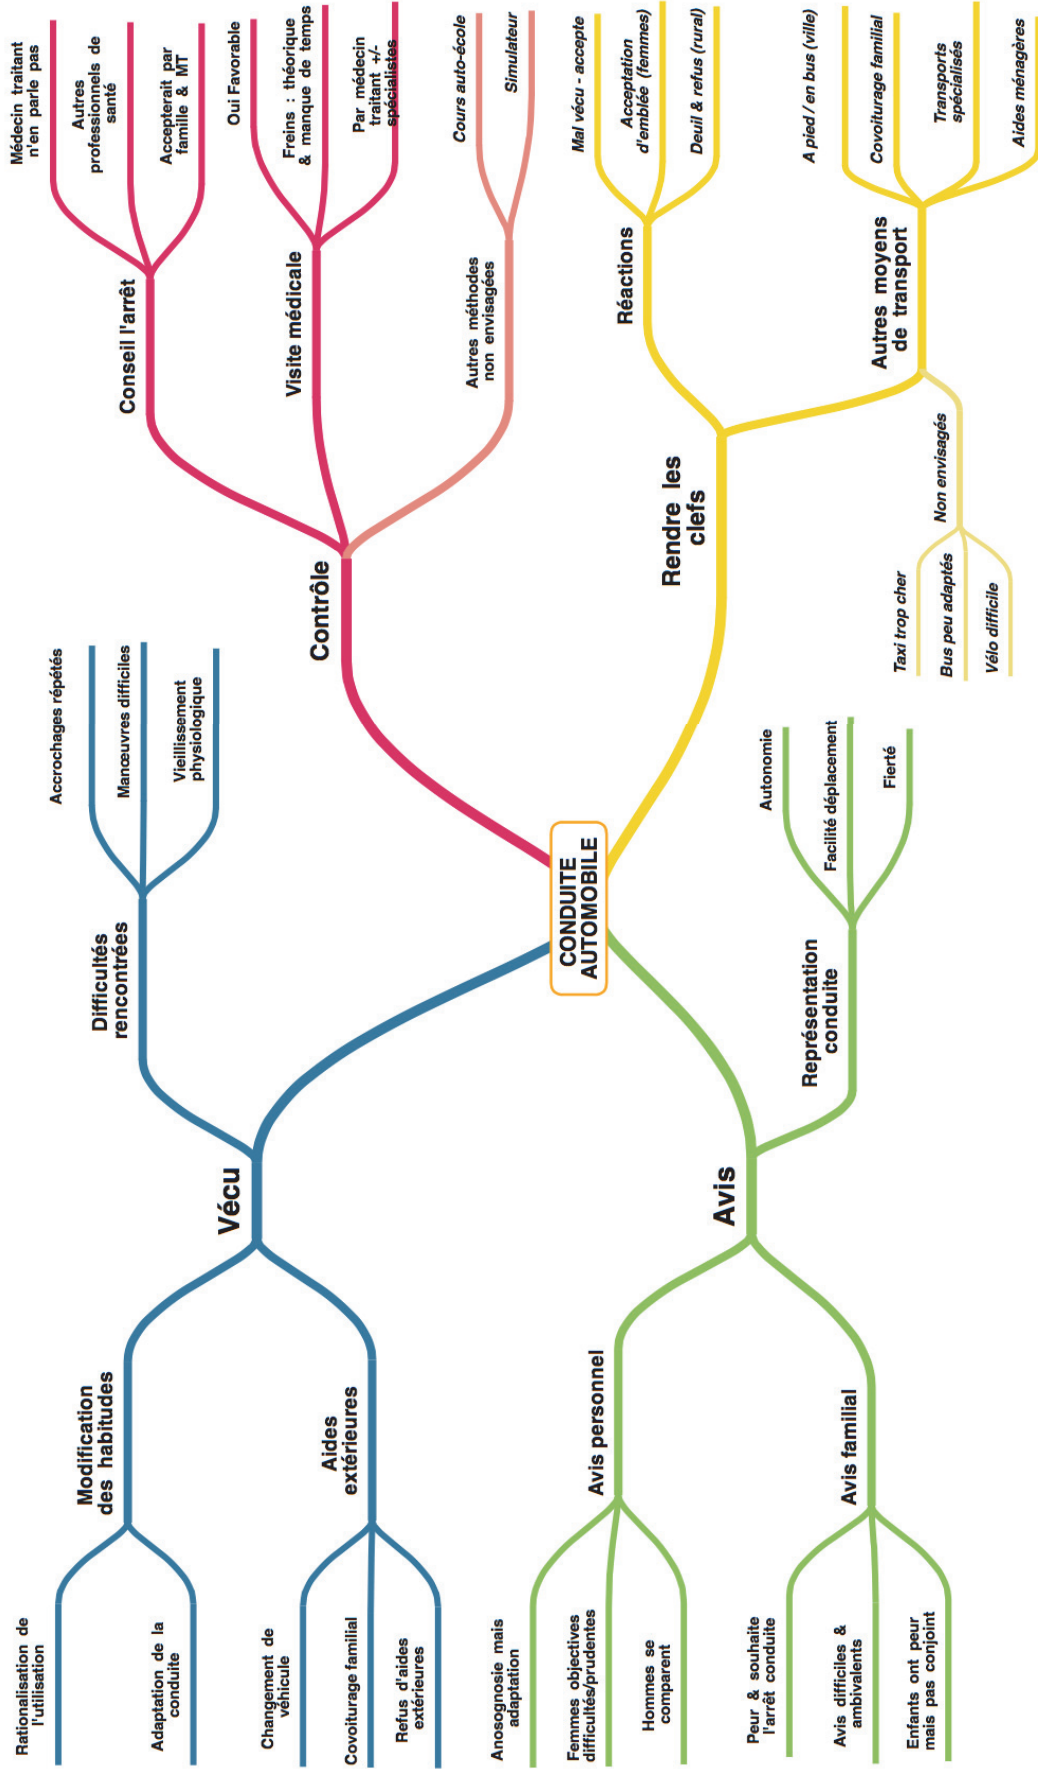 CONDUITE
AUTOMOBILE
Vécu
Modification
des habitudes
Rationalisation de
l'utilisation
Adaptation de la
conduite
Aides
extérieures
Changement de
véhicule
Covoiturage familial
Refus d'aides
extérieures
Difficultés
rencontrées
Accrochages répétés
Manœuvres difficiles
Vieillissement
physiologique
Contrôle
Conseil l'arrêt
Médecin traitant
n'en parle pas
Autres
professionnels de
santé
Accepterait par
famille & MT
Visite médicale
Oui Favorable
Freins : théorique
& manque de temps
Par médecin
traitant +/-
spécialistes
Autres méthodes
non envisagées
Cours auto-école
Simulateur
Avis
Avis personnel
Anosognosie mais
adaptation
Femmes objectives
difficultés/prudentes
Hommes se
comparent
Avis familial
Peur & souhaite
l'arrêt conduite
Avis difficiles &
ambivalents
Enfants ont peur
mais pas conjoint
Représentation
conduite
Autonomie
Facilité déplacement
Fierté
Rendre les
clefs
Réactions
Mal vécu - accepte
Acceptation
d'emblée (femmes)
Deuil & refus (rural)
Autres moyens
de transport
A pied / en bus (ville)
Covoiturage familial
Transports
spécialisés
Aides ménagères
Non envisagés
Taxi trop cher
Bus peu adaptés
Vélo difficile